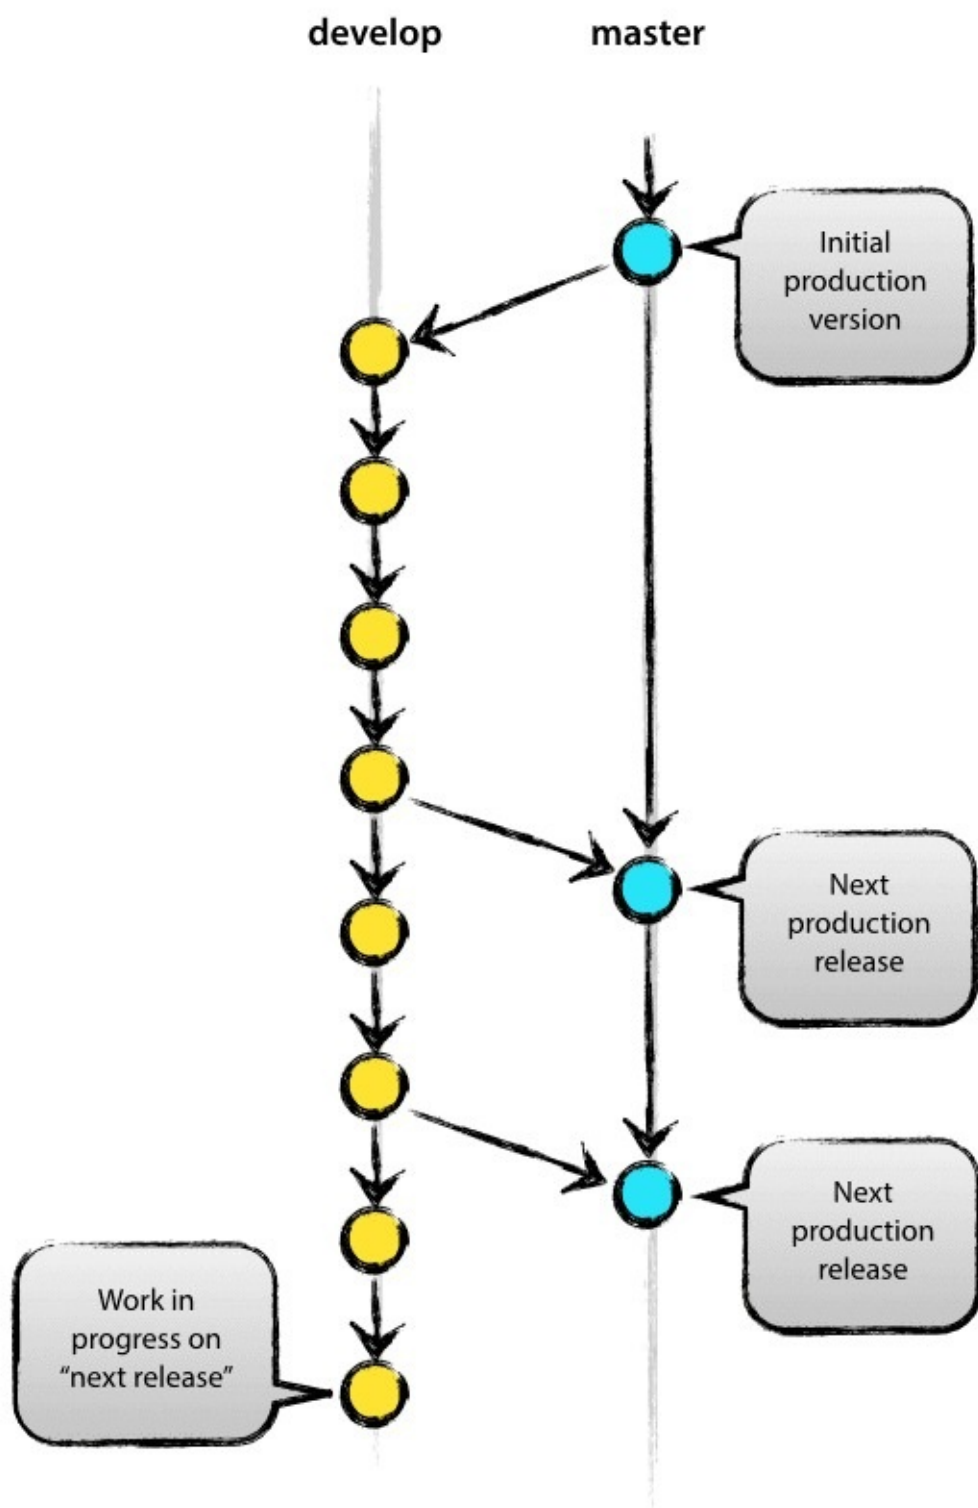 develop
master
Initial
production
version
Next
production
release
Next
production
release
Work in
progress on
“next release”